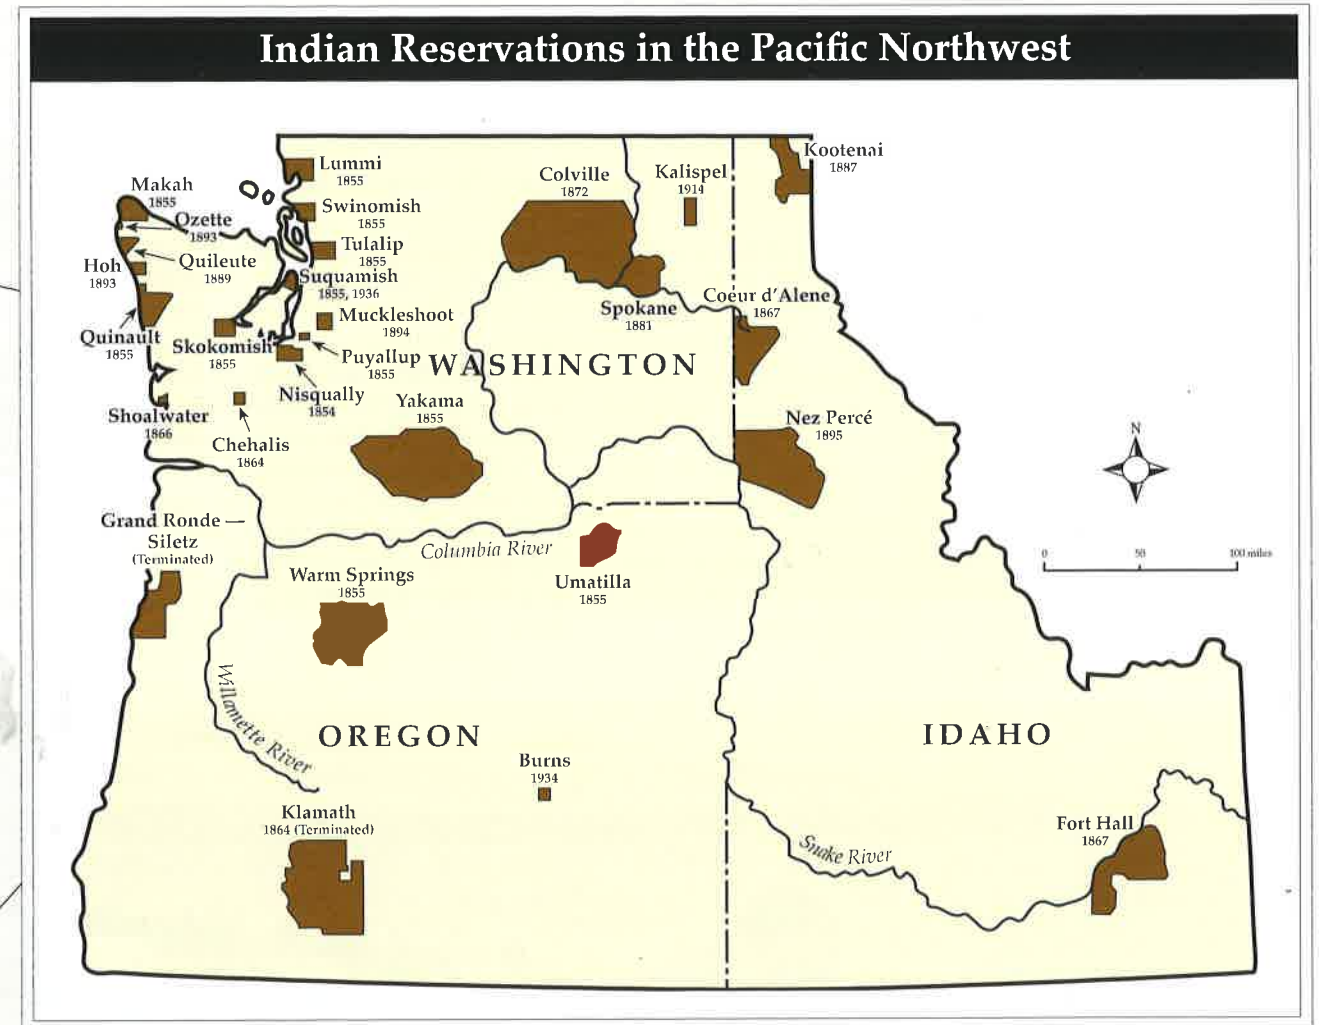 Indian Reservations in the Pacific Northwest
Lummi
1855
Makah
1855
Ozette
1893
Swinomish
1855
Tulalip
1855
Quileute
1889
Hoh
1893
Suquamish
1855, 1936
Muckleshoot
1894
Quinault
1855
Skokomish
1855
Puyallup
1855
Nisqually
1854
Shoalwater
1866
Chehalis
1864
Yakama
1855
Colville
1872
Kalispel
1914
Kootenai
1887
Spokane
1881
Coeur d'Alene
1867
WASHINGTON
Nez Percé
1895
N
0 50 100 miles
Grand Ronde —
Siletz
(Terminated)
Columbia River
Umatilla
1855
Warm Springs
1855
Willamette River
OREGON
IDAHO
Burns
1934
Klamath
1864 (Terminated)
Snake River
Fort Hall
1867